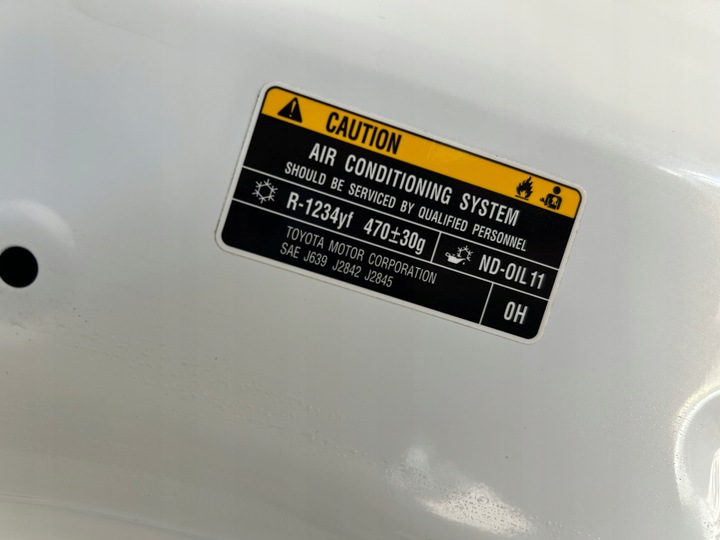 CAUTION
AIR CONDITIONING SYSTEM
SHOULD BE SERVICED BY QUALIFIED PERSONNEL
R-1234yf 470±30g ND-OIL11
TOYOTA MOTOR CORPORATION
SAE J639 J2842 J2845
0H